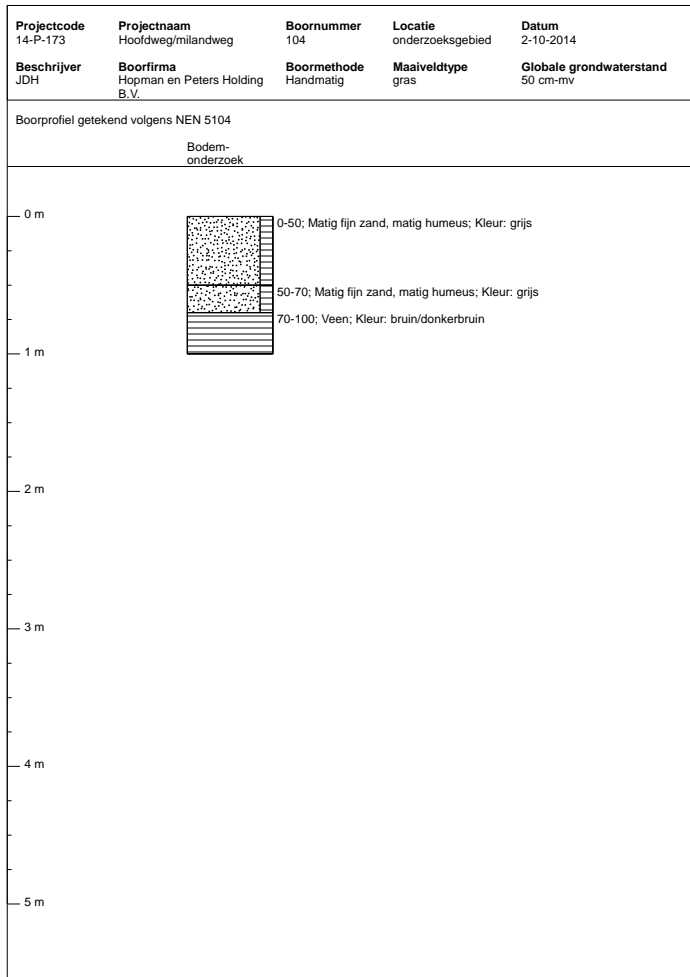 Projectcode Projectnaam Boornummer Locatie Datum
14-P-173 Hoofdweg/milandweg 104 onderzoeksgebied 2-10-2014
Beschrijver Boorfirma Boormethode Maaiveldtype Globale grondwaterstand
JDH Hopman en Peters Holding Handmatig gras 50 cm-mv
B.V.
Boorprofiel getekend volgens NEN 5104
Bodem-
onderzoek
0 m
0-50; Matig fijn zand, matig humeus; Kleur: grijs
50-70; Matig fijn zand, matig humeus; Kleur: grijs
70-100; Veen; Kleur: bruin/donkerbruin
1 m
2 m
3 m
4 m
5 m